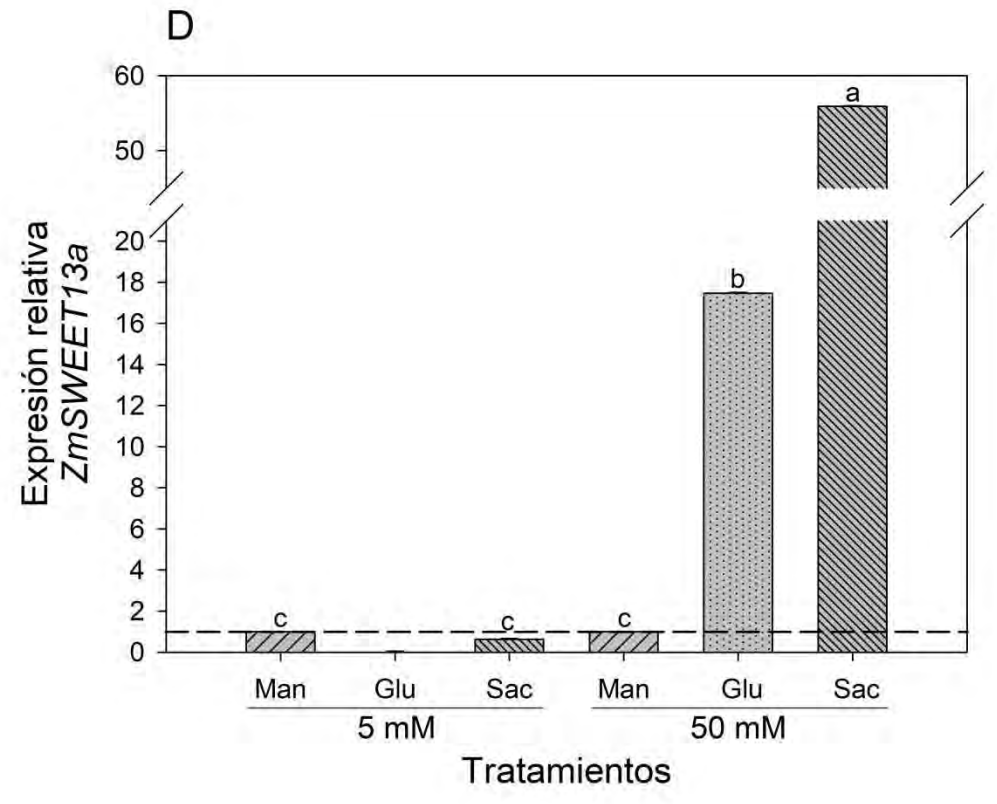 D
60
50
20
18
16
14
12
10
8
6
4
2
0
Expresión relativa
ZmSWEET13a
c
c
c
b
a
Man Glu Sac Man Glu Sac
5 mM 50 mM
Tratamientos